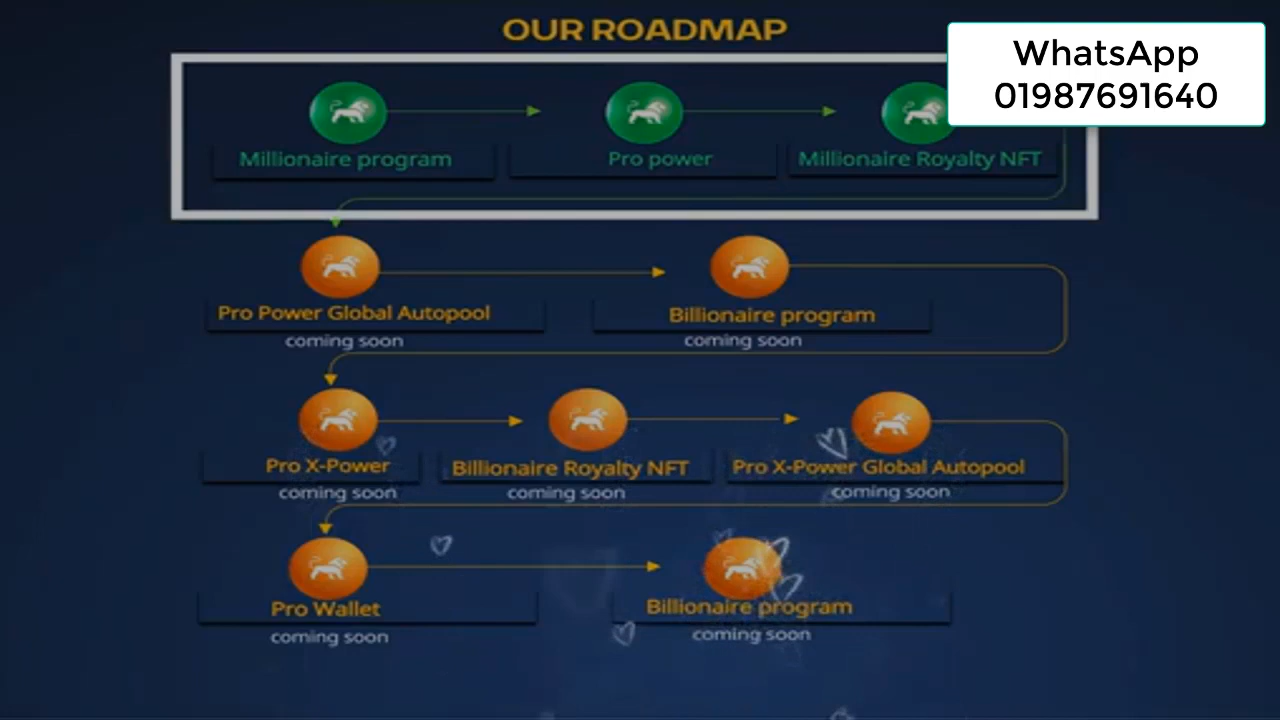 OUR ROADMAP
WhatsApp
01987691640
Millionaire program
Pro power
Millionaire Royalty NFT
Pro Power Global Autopool
coming soon
Billionaire program
coming soon
Pro X-Power
coming soon
Billionaire Royalty NFT
coming soon
Pro X-Power Global Autopool
coming soon
Pro Wallet
coming soon
Billionaire program
coming soon